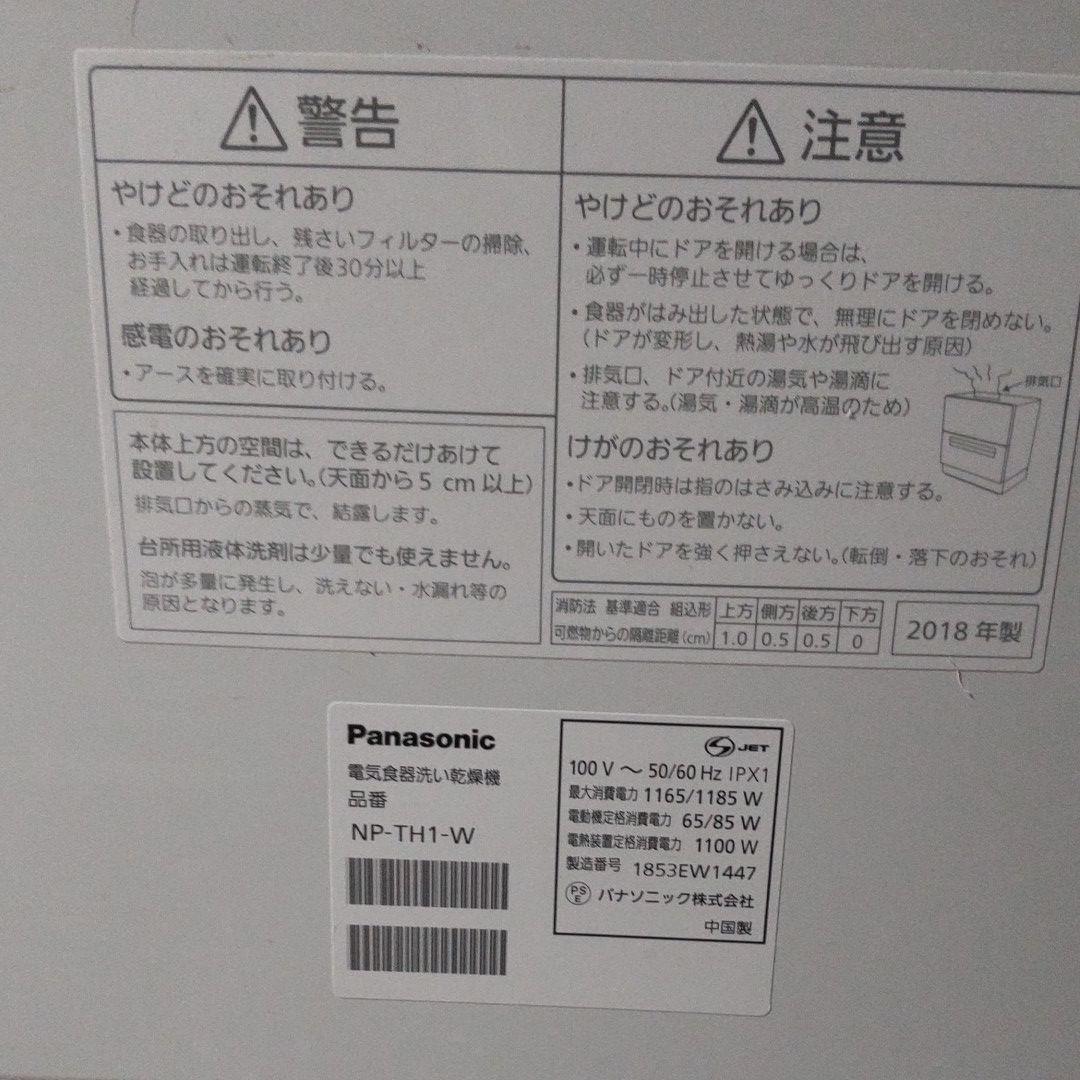 警告
やけどのおそれあり
・食器の取り出し、残さいフィルターの掃除、
お手入れは運転終了後30分以上
経過してから行う。
感電のおそれあり
・アースを確実に取り付ける。
本体上方の空間は、できるだけあけて
設置してください。(天面から5 cm 以上)
排気口からの蒸気で、結露します。
台所用液体洗剤は少量でも使えません。
泡が多量に発生し、洗えない・水漏れ等の
原因となります。
注意
やけどのおそれあり
・運転中にドアを開ける場合は、
必ず一時停止させてゆっくりドアを開ける。
・食器がはみ出した状態で、無理にドアを閉めない。
(ドアが変形し、熱湯や水が飛び出す原因)
・排気口、ドア付近の湯気や湯滴に
注意する。(湯気・湯滴が高温のため)
排気口
けがのおそれあり
・ドア開閉時は指のはさみ込みに注意する。
・天面にものを置かない。
・開いたドアを強く押さえない。(転倒・落下のおそれ)
消防法 基準適合 組込形 上方 側方 後方 下方
可燃物からの隔離距離(cm) 1.0 0.5 0.5 0
2018 年製
Panasonic
電気食器洗い乾燥機
品番
NP-TH1-W
S JET
100 V ～ 50/60 Hz IPX1
最大消費電力 1165/1185 W
電動機定格消費電力 65/85 W
電熱装置定格消費電力 1100 W
製造番号 1853EW1447
PS E パナソニック株式会社
中国製